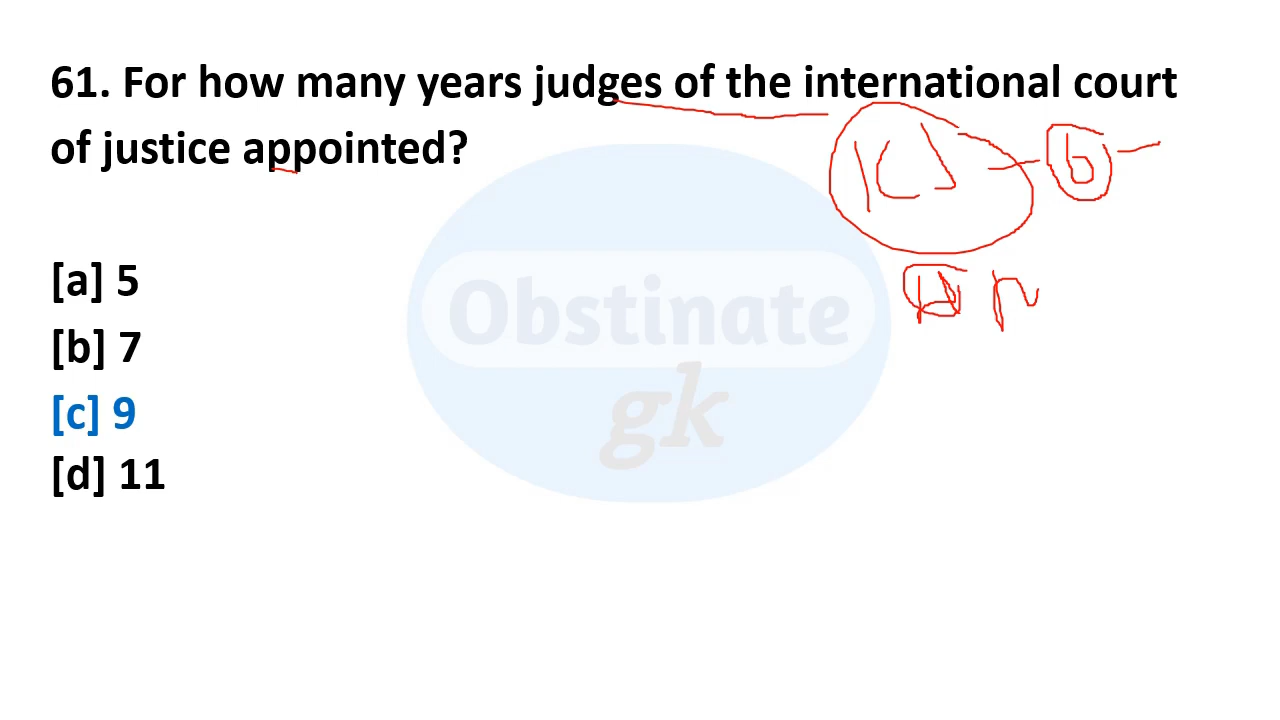 61. For how many years judges of the international court
of justice appointed?
ICJ - 6 -
[a] 5
[b] 7
[c] 9
[d] 11
Obstinate
gk